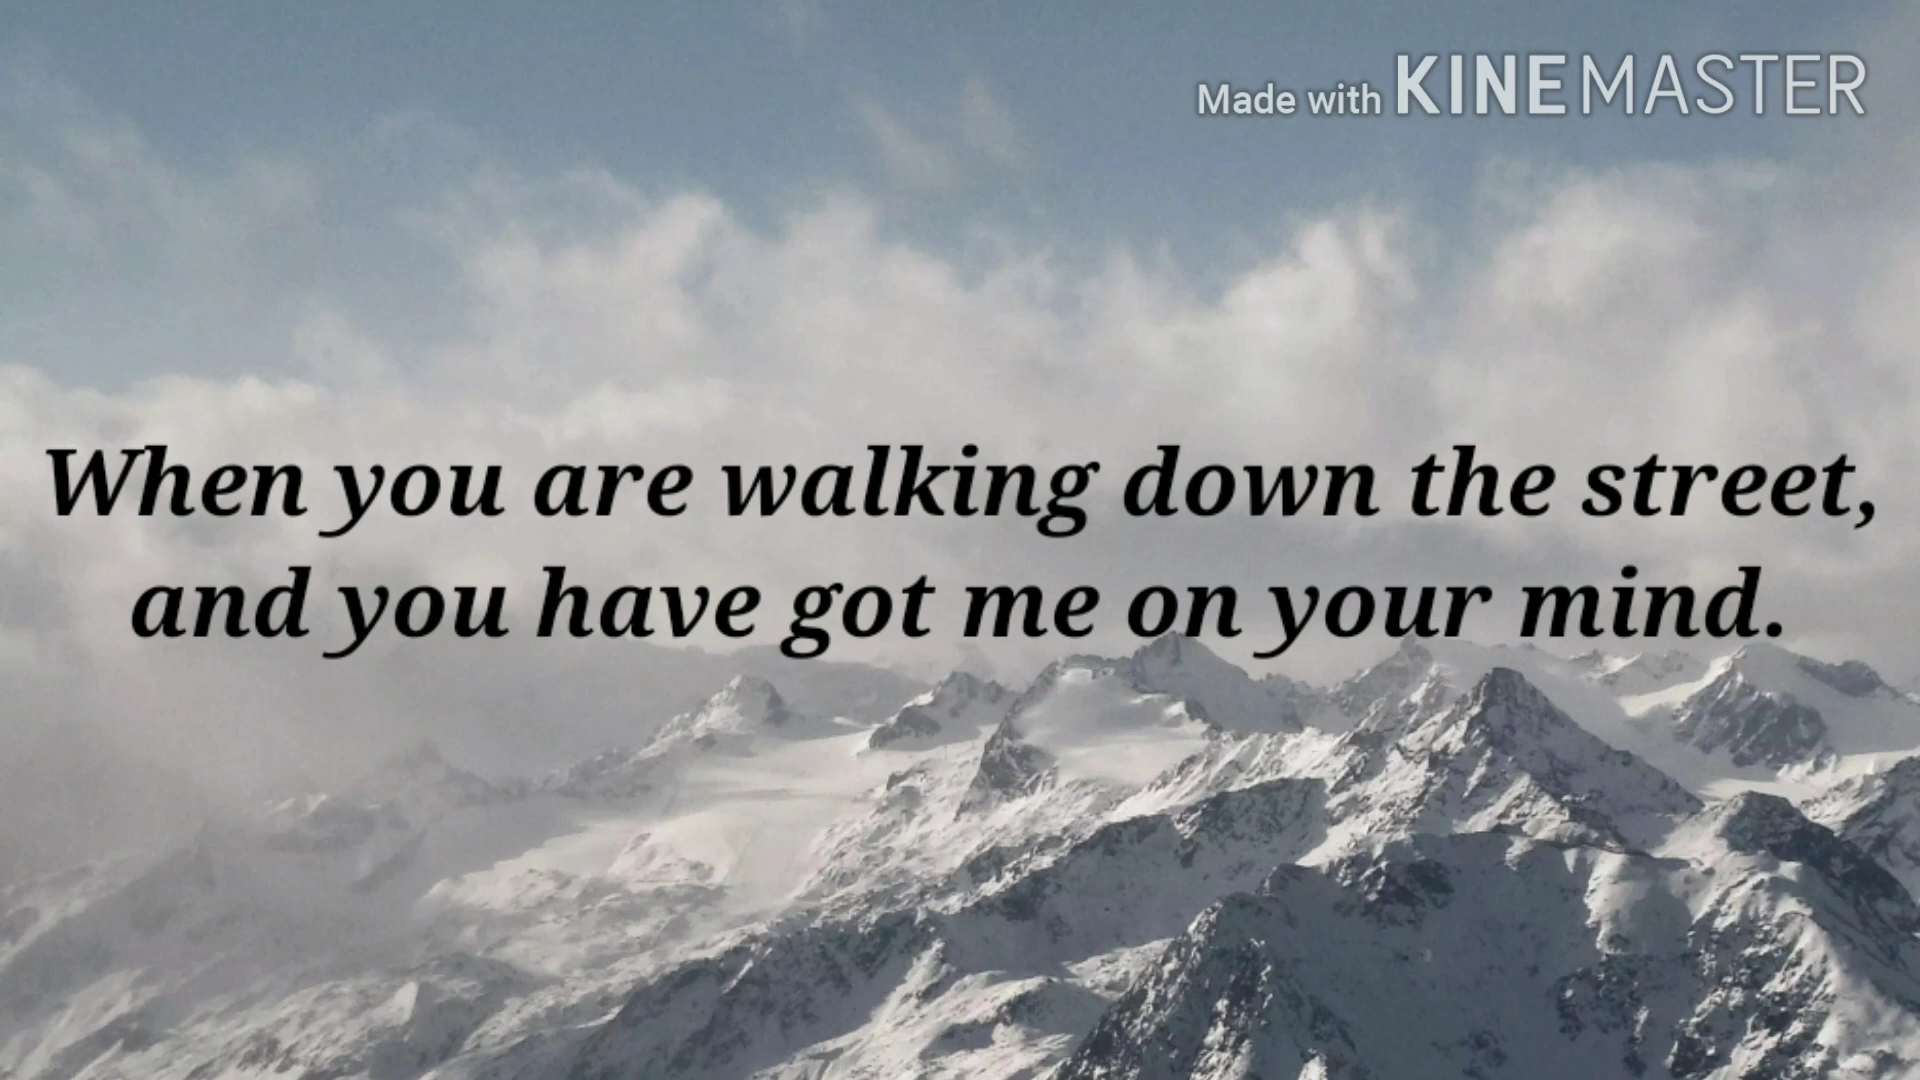 Made with KINEMASTER
When you are walking down the street,
and you have got me on your mind.